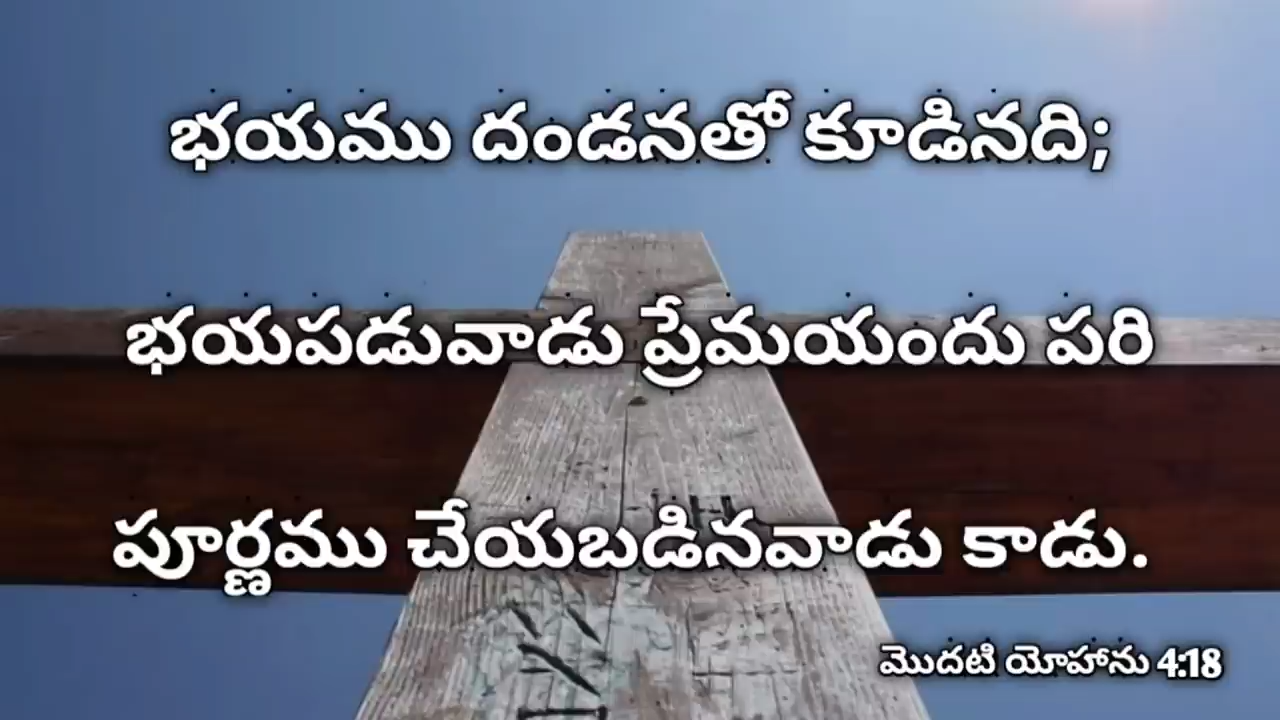 భయము దండనతో కూడినది;
భయపడువాడు ప్రేమయందు పరి
పూర్ణము చేయబడినవాడు కాడు.
మొదటి యోహాను 4:18